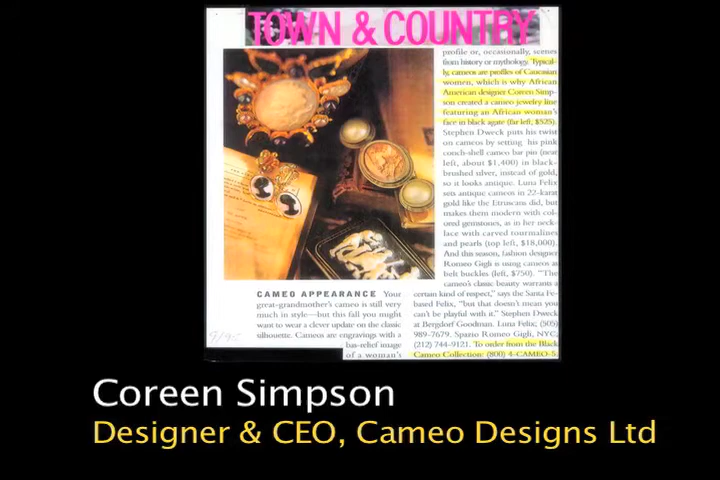 TOWN & COUNTRY
profile or, occasionally, scenes
from history or mythology. Typical-
ly, cameos are profiles of Caucasian
women, which is why African
American designer Coreen Simp-
son created a cameo jewelry line
featuring an African woman's
face in black agate (far left, $525).
Stephen Dweck puts his twist
on cameos by setting his pink
conch-shell cameo bar pin (near
left, about $1,400) in black-
brushed silver, instead of gold,
so it looks antique. Luna Felix
sets antique cameos in 22-karat
gold like the Etruscans did, but
makes them modern with col-
ored gemstones, as in her neck-
lace with carved tourmalines
and pearls (top left, $18,000).
And this season, fashion designer
Romeo Gigli is using cameos as
belt buckles (left, $750). "The
cameo's classic beauty warrants a
certain kind of respect," says the Santa Fe-
based Felix, "but that doesn't mean you
can't be playful with it." Stephen Dweck
at Bergdorf Goodman. Luna Felix; (505)
989-7679. Spazio Romeo Gigli, NYC;
(212) 744-9121. To order from the Black
Cameo Collection: (800) 4-CAMEO-5.
CAMEO APPEARANCE Your
great-grandmother's cameo is still very
much in style—but this fall you might
want to wear a clever update on the classic
silhouette. Cameos are engravings with a
bas-relief image
of a woman's
Coreen Simpson
Designer & CEO, Cameo Designs Ltd